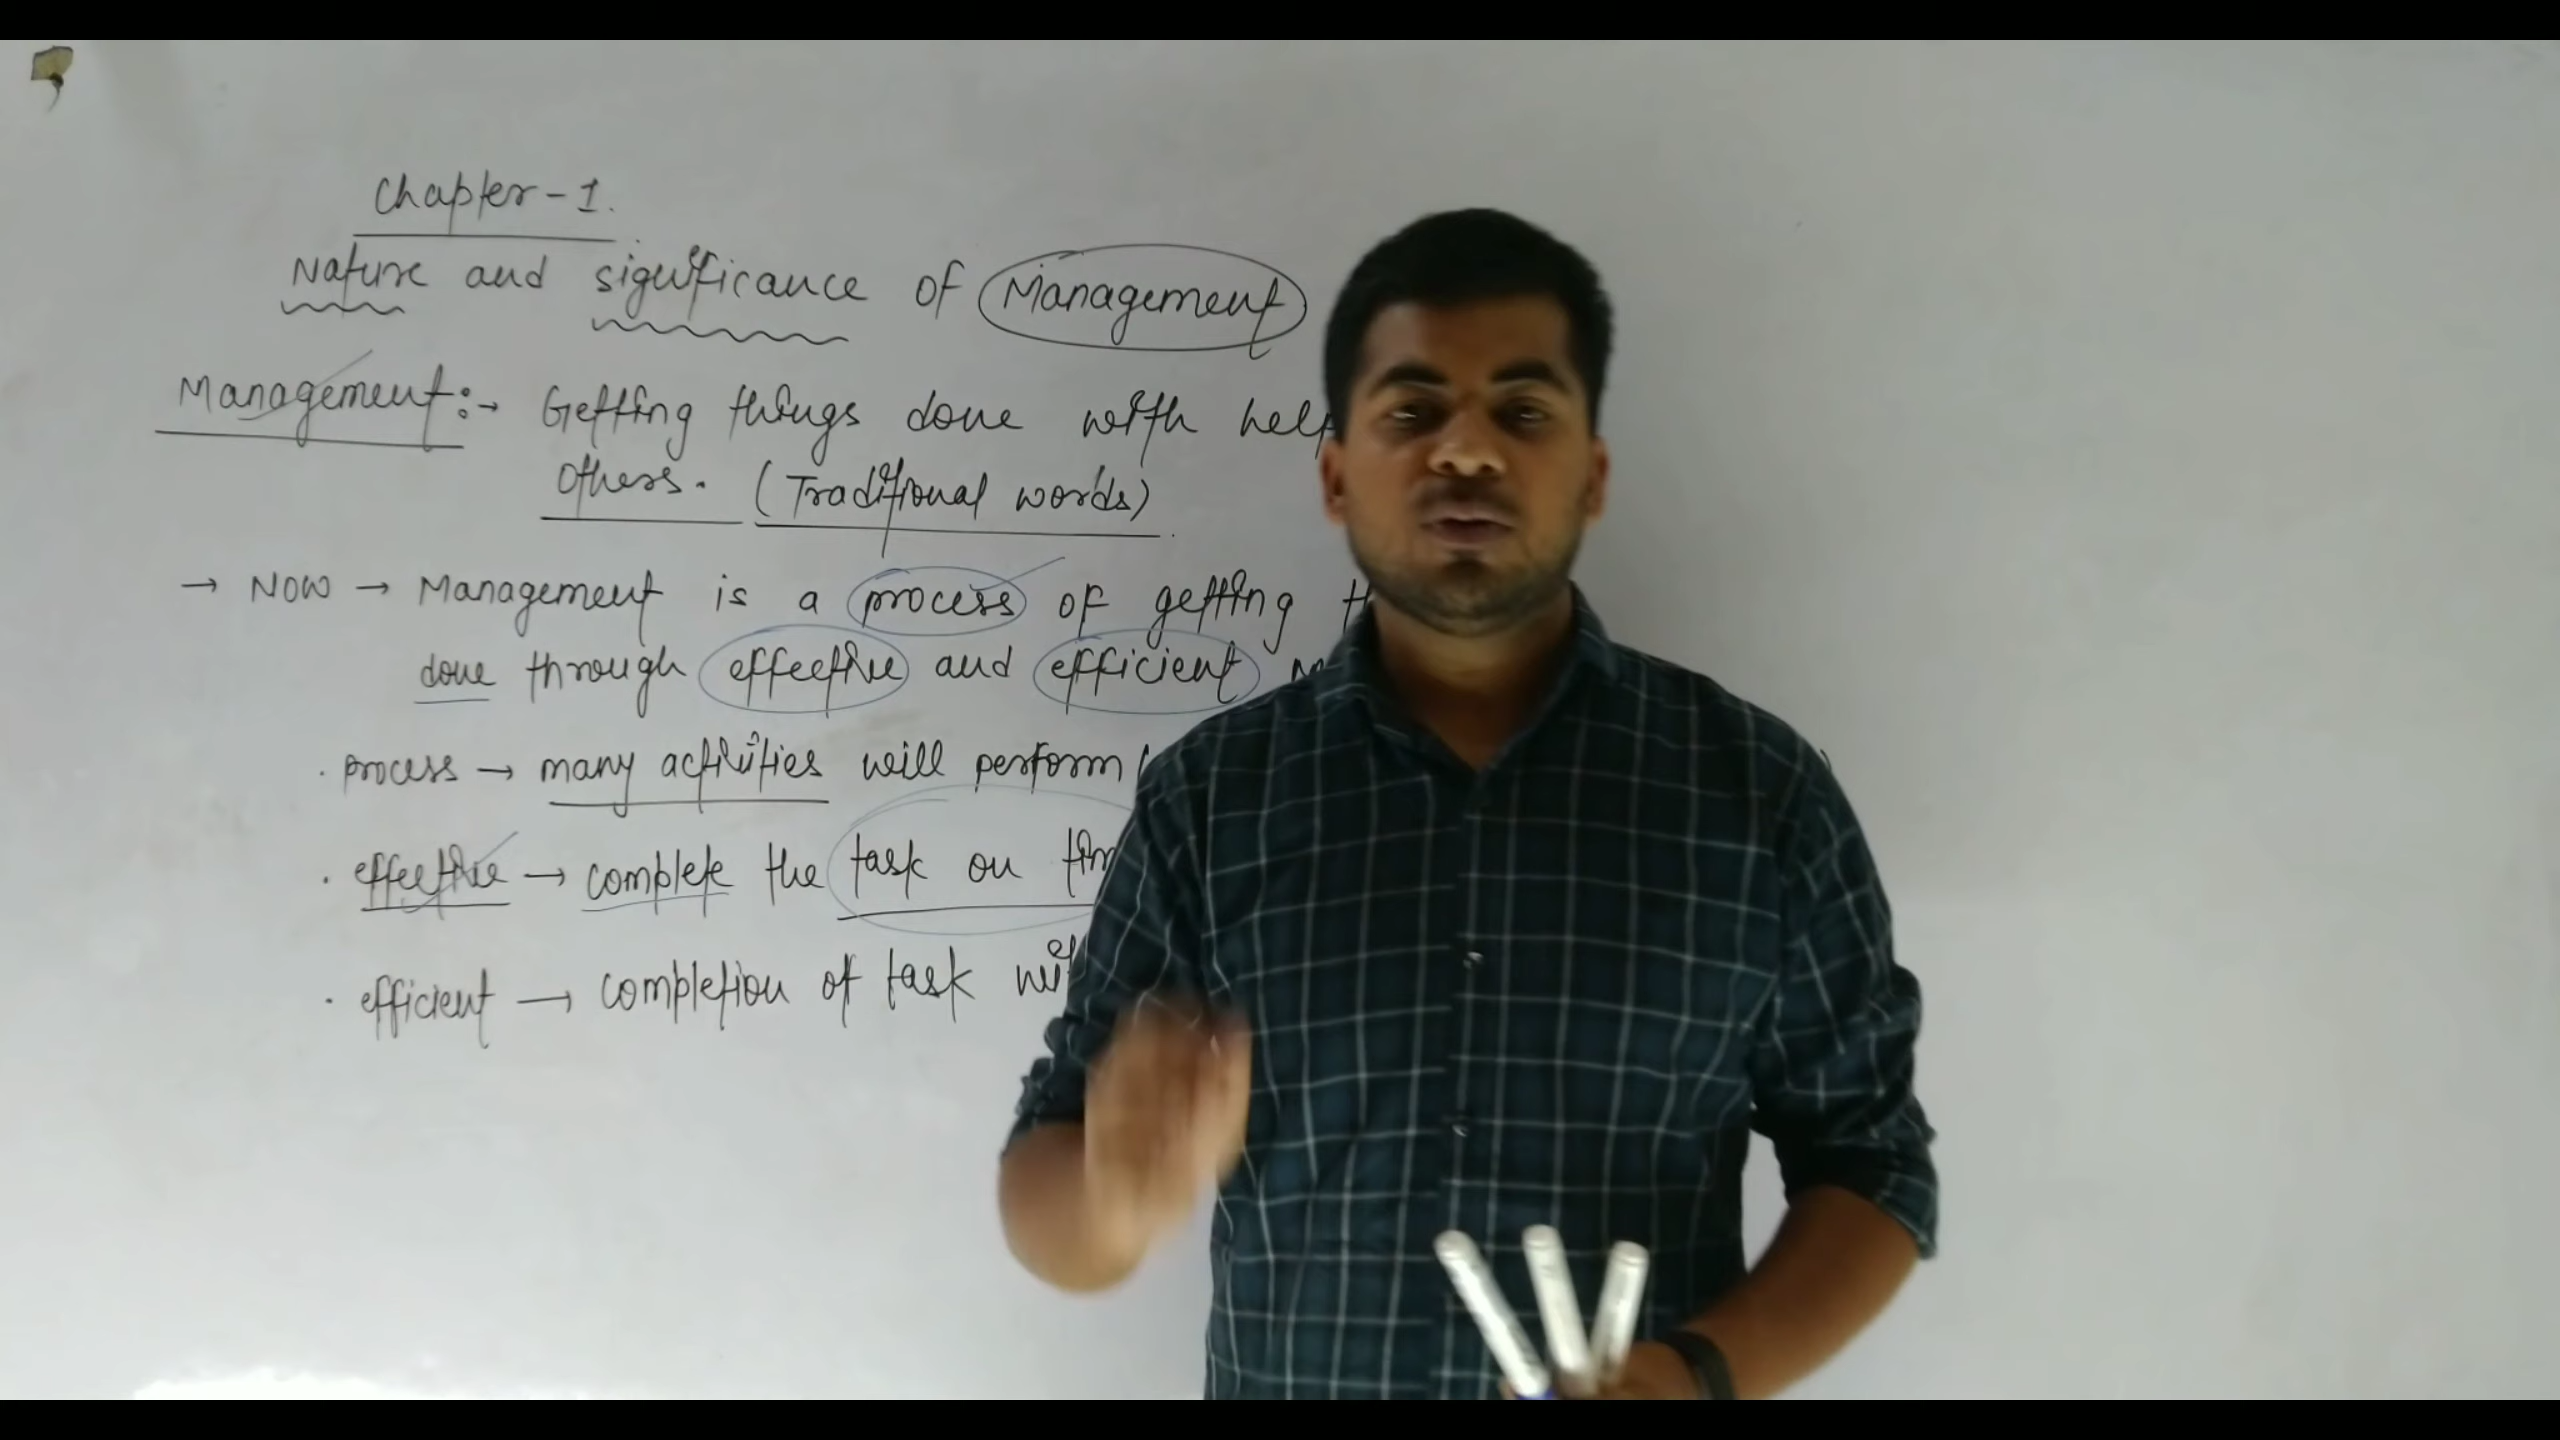 Chapter-1.
Nature and significance of Management
Management:→ Getting things done with help
others. (Traditional words)
→ NOW → Management is a process of getting
done through effective and efficient
. process → many activities will perform
. effective → complete the task on
. efficient → completion of task